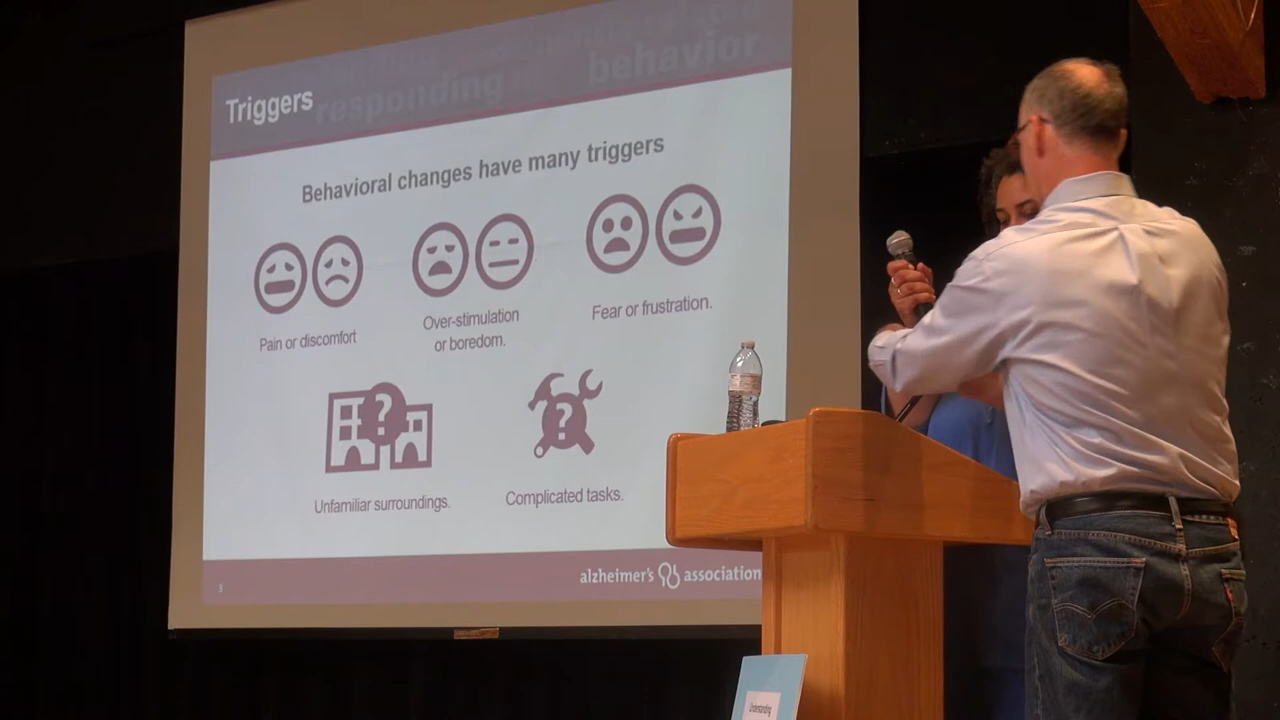 Triggers
responding
behavior
Behavioral changes have many triggers
Pain or discomfort
Over-stimulation
or boredom.
Fear or frustration.
?
?
Unfamiliar surroundings.
Complicated tasks.
alzheimer's association
Understanding